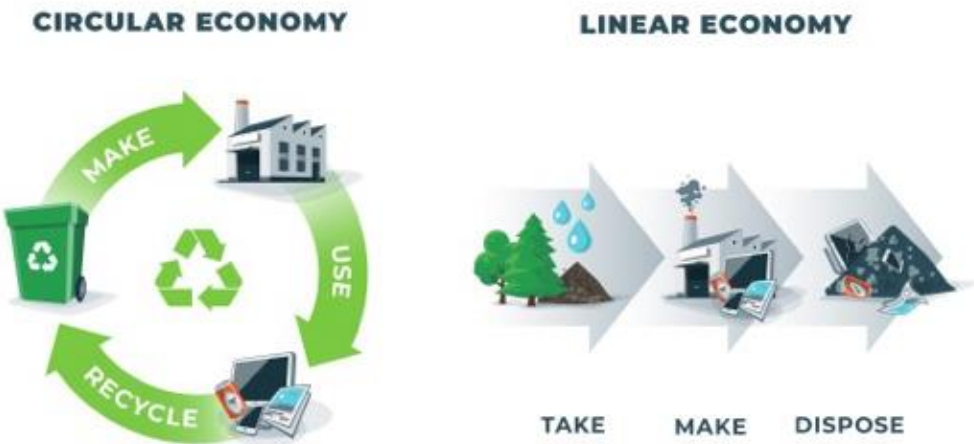 CIRCULAR ECONOMY
MAKE
USE
RECYCLE
LINEAR ECONOMY
TAKE
MAKE
DISPOSE